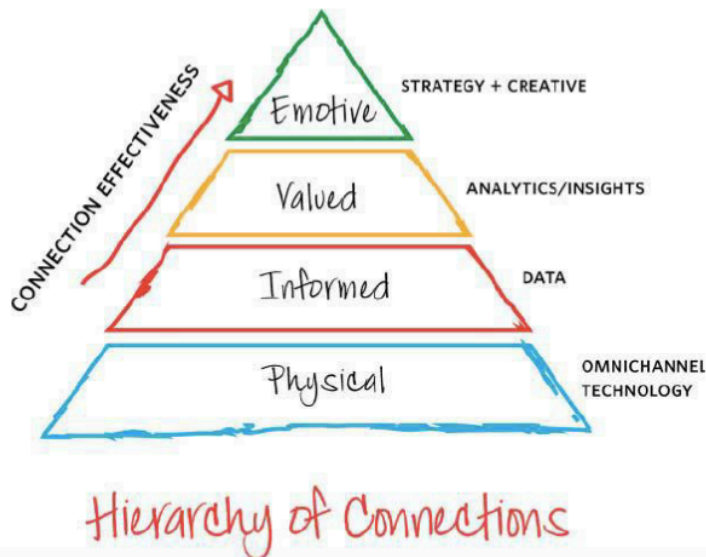 CONNECTION EFFECTIVENESS
Emotive
STRATEGY + CREATIVE
Valued
ANALYTICS/INSIGHTS
Informed
DATA
Physical
OMNICHANNEL
TECHNOLOGY
Hierarchy of Connections